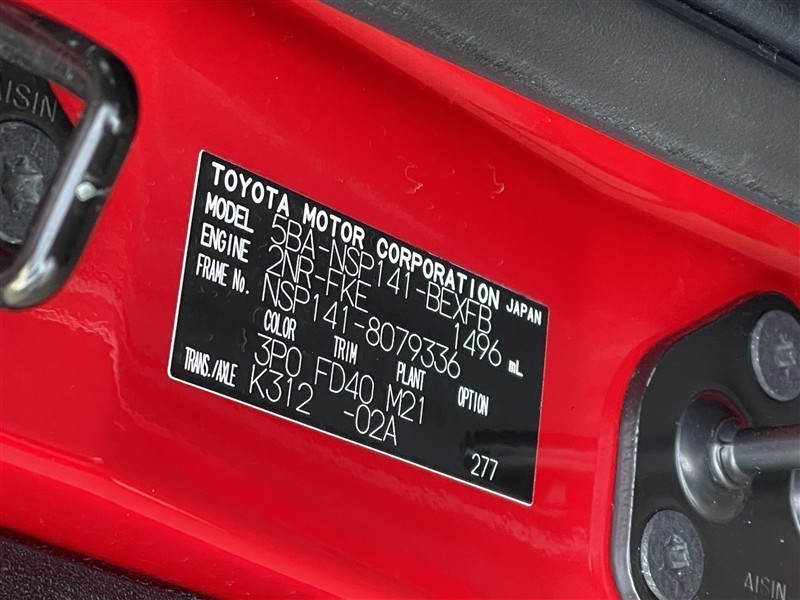 AISIN
TOYOTA MOTOR CORPORATION JAPAN
MODEL 5BA-NSP141-BEXFB
ENGINE 2NR-FKE 1496 mL
FRAME No. NSP141-8079336
COLOR TRIM PLANT OPTION
3P0 FD40 M21
TRANS./AXLE K312 -02A
277
AISIN